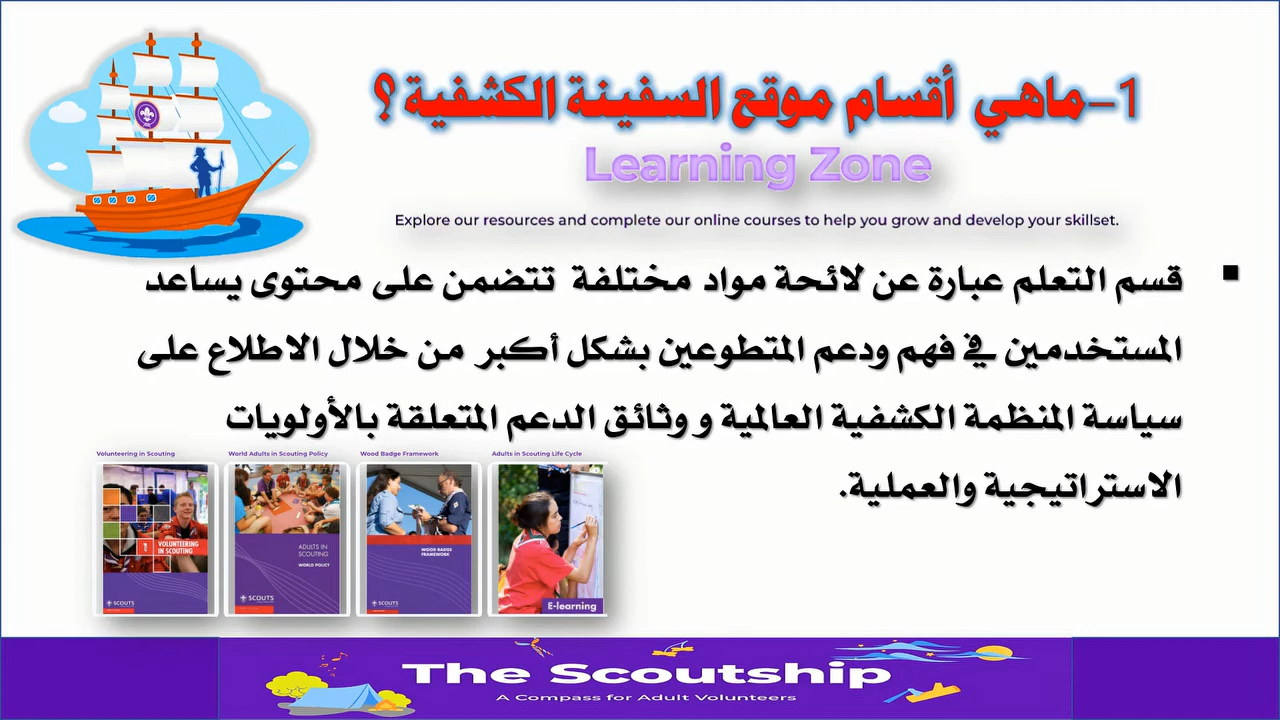 1-ماهي أقسام موقع السفينة الكشفية ؟
Learning Zone
Explore our resources and complete our online courses to help you grow and develop your skillset.
▪ قسم التعلم عبارة عن لائحة مواد مختلفة تتضمن على محتوى يساعد
المستخدمين في فهم ودعم المتطوعين بشكل أكبر من خلال الاطلاع على
سياسة المنظمة الكشفية العالمية و وثائق الدعم المتعلقة بالأولويات
الاستراتيجية والعملية.
Volunteering in Scouting
World Adults in Scouting Policy
Wood Badge Framework
Adults in Scouting Life Cycle
1 VOLUNTEERING
IN SCOUTING
SCOUTS
ADULTS IN
SCOUTING
WORLD POLICY
SCOUTS
WOOD BADGE
FRAMEWORK
SCOUTS
E-learning
The Scoutship
A Compass for Adult Volunteers